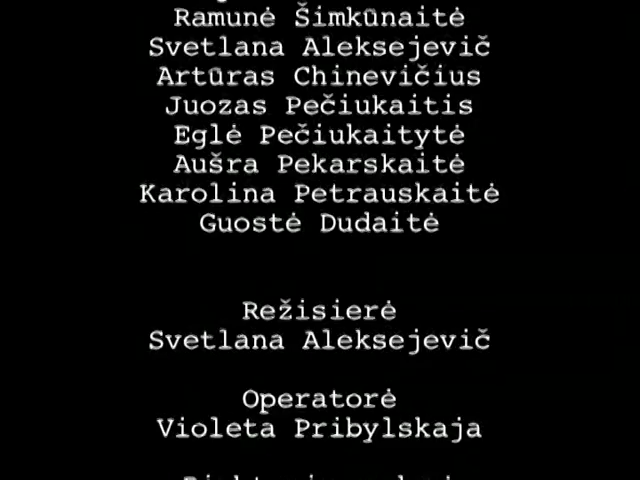 Ramunė Šimkūnaitė
Svetlana Aleksejevič
Artūras Chinevičius
Juozas Pečiukaitis
Eglė Pečiukaitytė
Aušra Pekarskaitė
Karolina Petrauskaitė
Guostė Dudaitė
Režisierė
Svetlana Aleksejevič
Operatorė
Violeta Pribylskaja